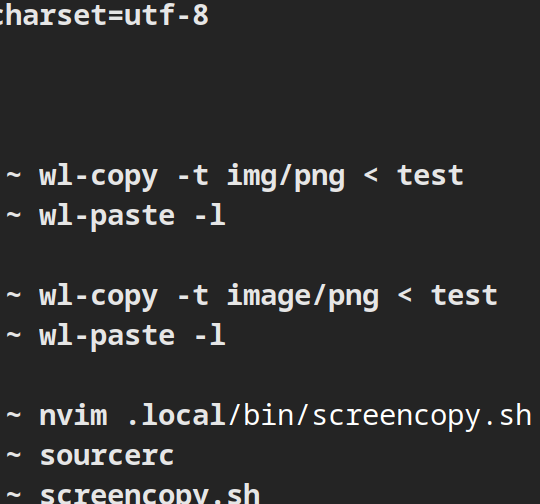 charset=utf-8
~ wl-copy -t img/png < test
~ wl-paste -l
~ wl-copy -t image/png < test
~ wl-paste -l
~ nvim .local/bin/screencopy.sh
~ sourcerc
~ screencopy.sh